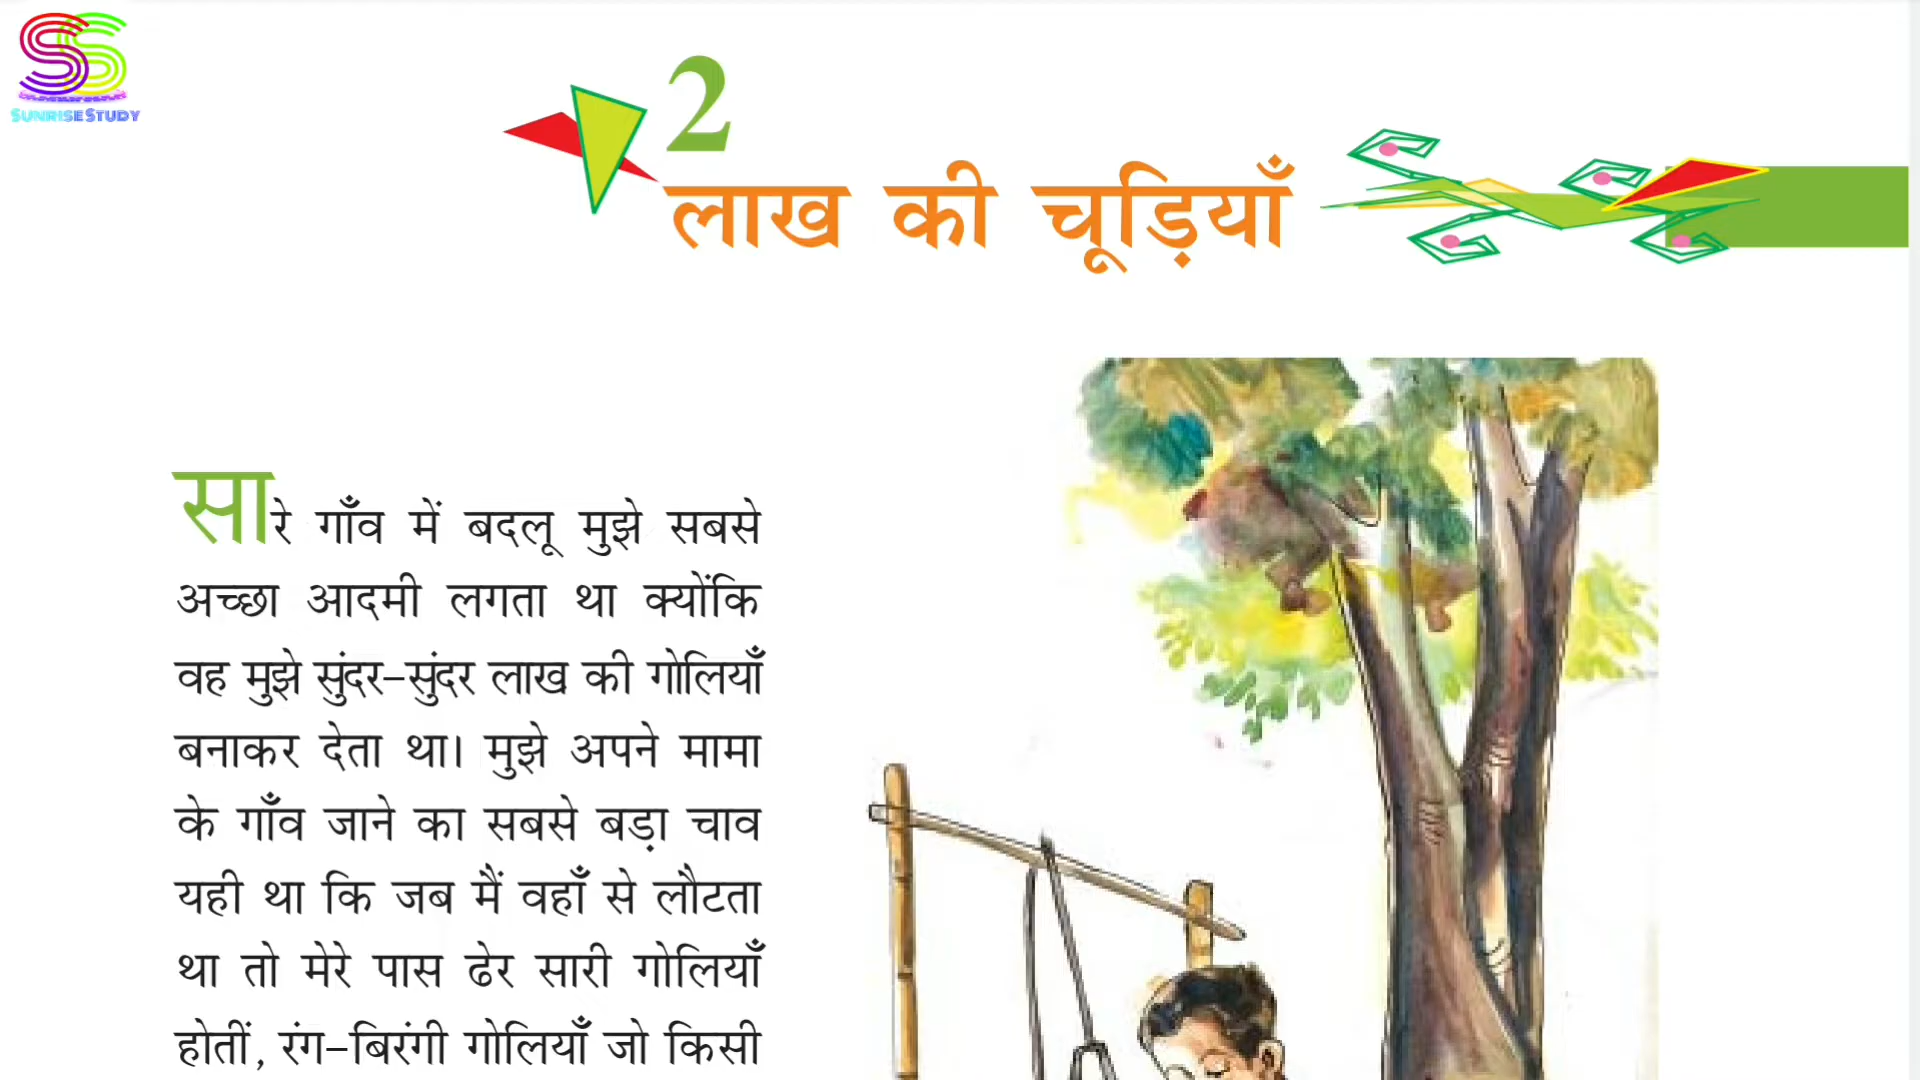 SUNRISESTUDY
2
लाख की चूड़ियाँ
सारे गाँव में बदलू मुझे सबसे
अच्छा आदमी लगता था क्योंकि
वह मुझे सुंदर-सुंदर लाख की गोलियाँ
बनाकर देता था। मुझे अपने मामा
के गाँव जाने का सबसे बड़ा चाव
यही था कि जब मैं वहाँ से लौटता
था तो मेरे पास ढेर सारी गोलियाँ
होतीं, रंग-बिरंगी गोलियाँ जो किसी